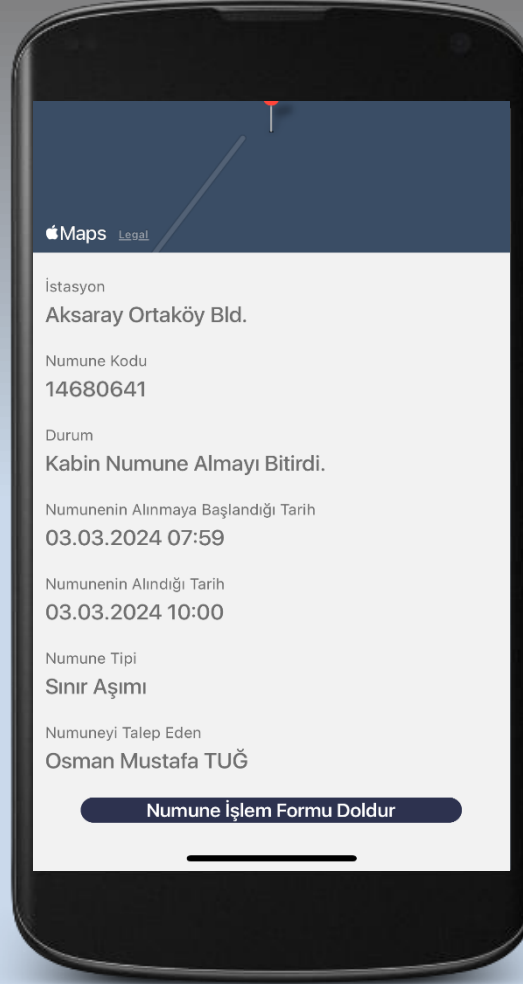 Maps Legal
İstasyon
Aksaray Ortaköy Bld.
Numune Kodu
14680641
Durum
Kabin Numune Almayı Bitirdi.
Numunenin Alınmaya Başlandığı Tarih
03.03.2024 07:59
Numunenin Alındığı Tarih
03.03.2024 10:00
Numune Tipi
Sınır Aşımı
Numuneyi Talep Eden
Osman Mustafa TUĞ
Numune İşlem Formu Doldur